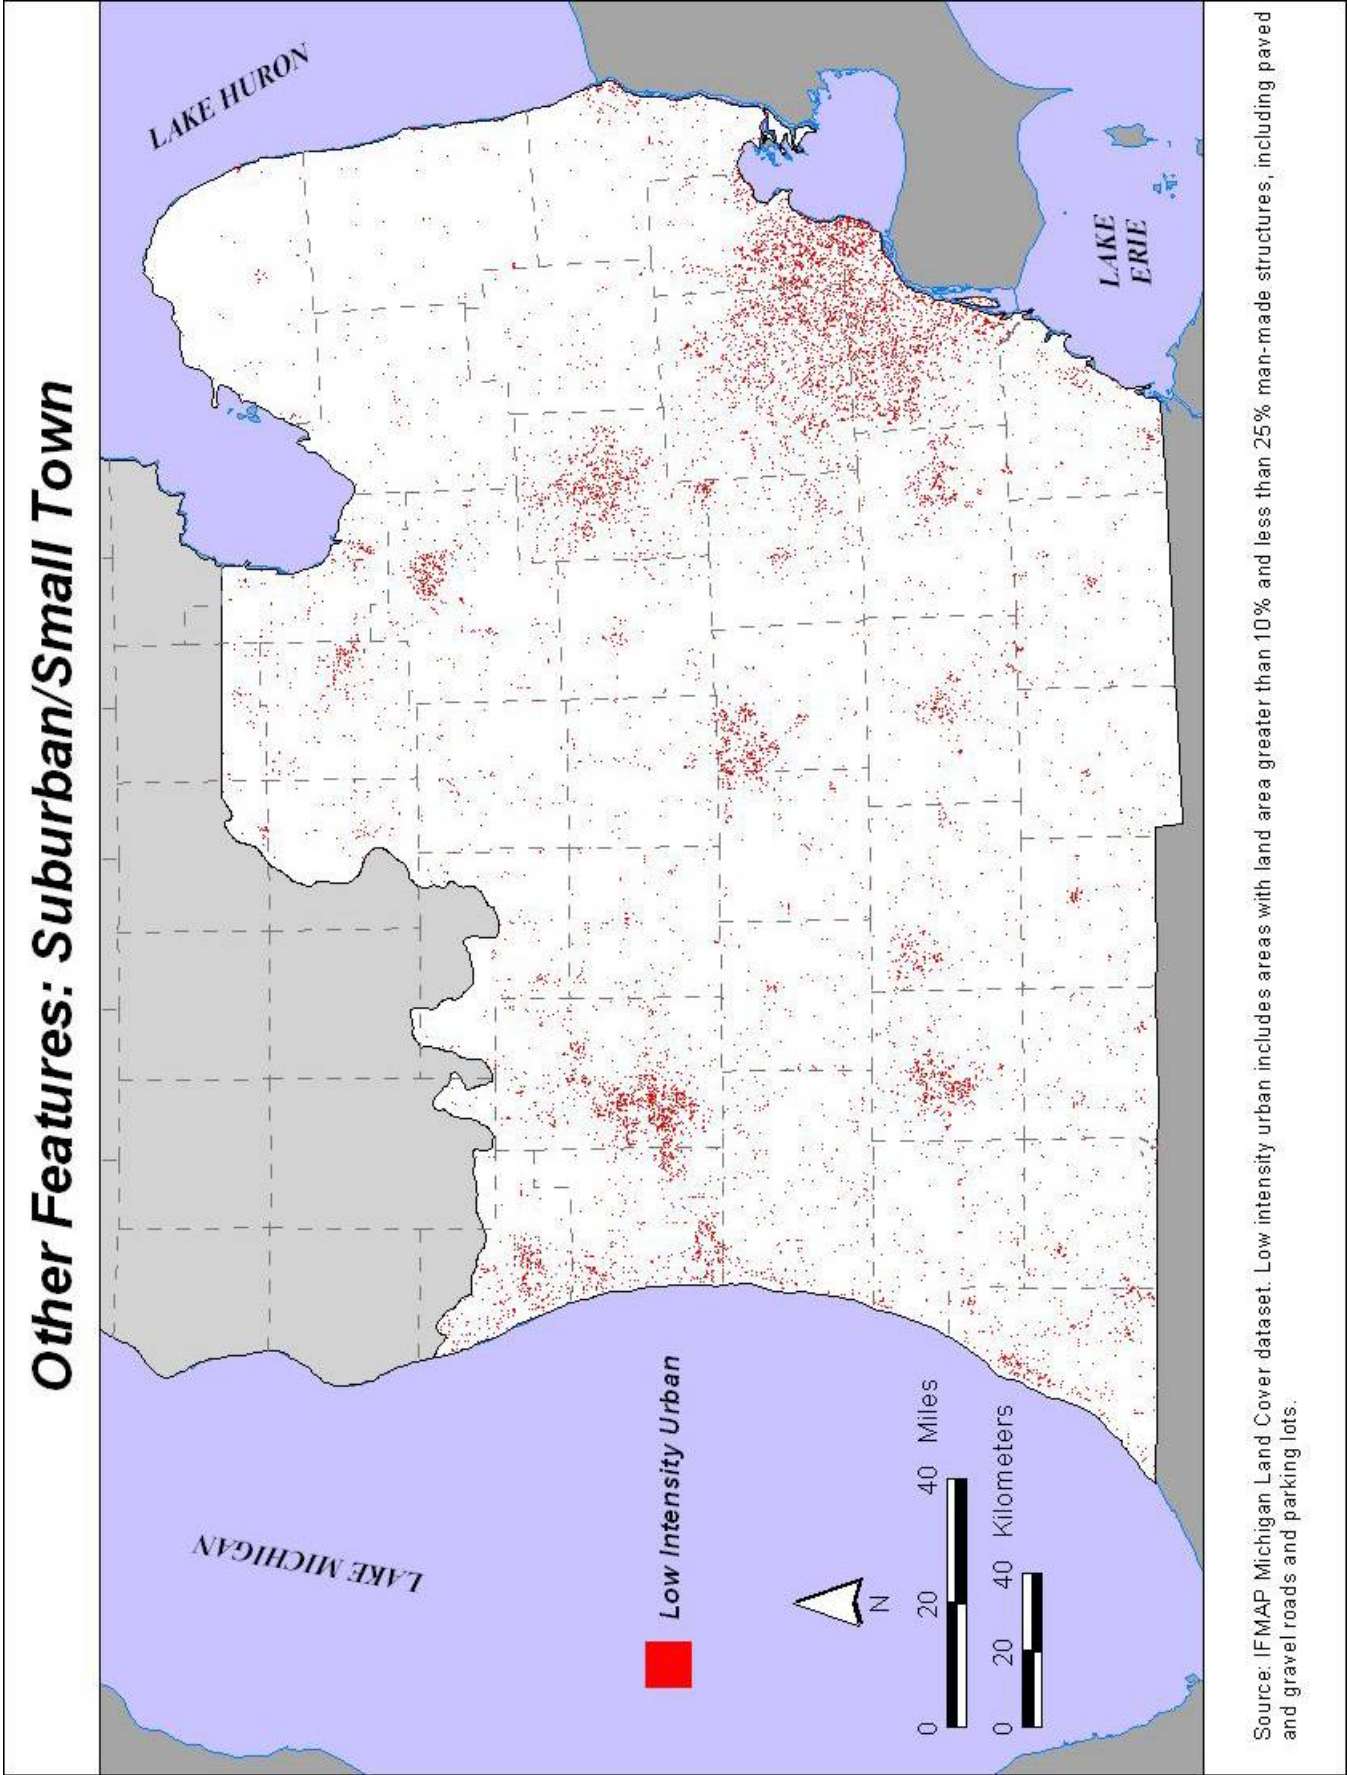 Other Features: Suburban/Small Town
LAKE HURON
LAKE MICHIGAN
LAKE
ERIE
Low Intensity Urban
N
0 20 40 Miles
0 20 40 Kilometers
Source: IFMAP Michigan Land Cover dataset. Low intensity urban includes areas with land area greater than 10% and less than 25% man-made structures, including paved
and gravel roads and parking lots.